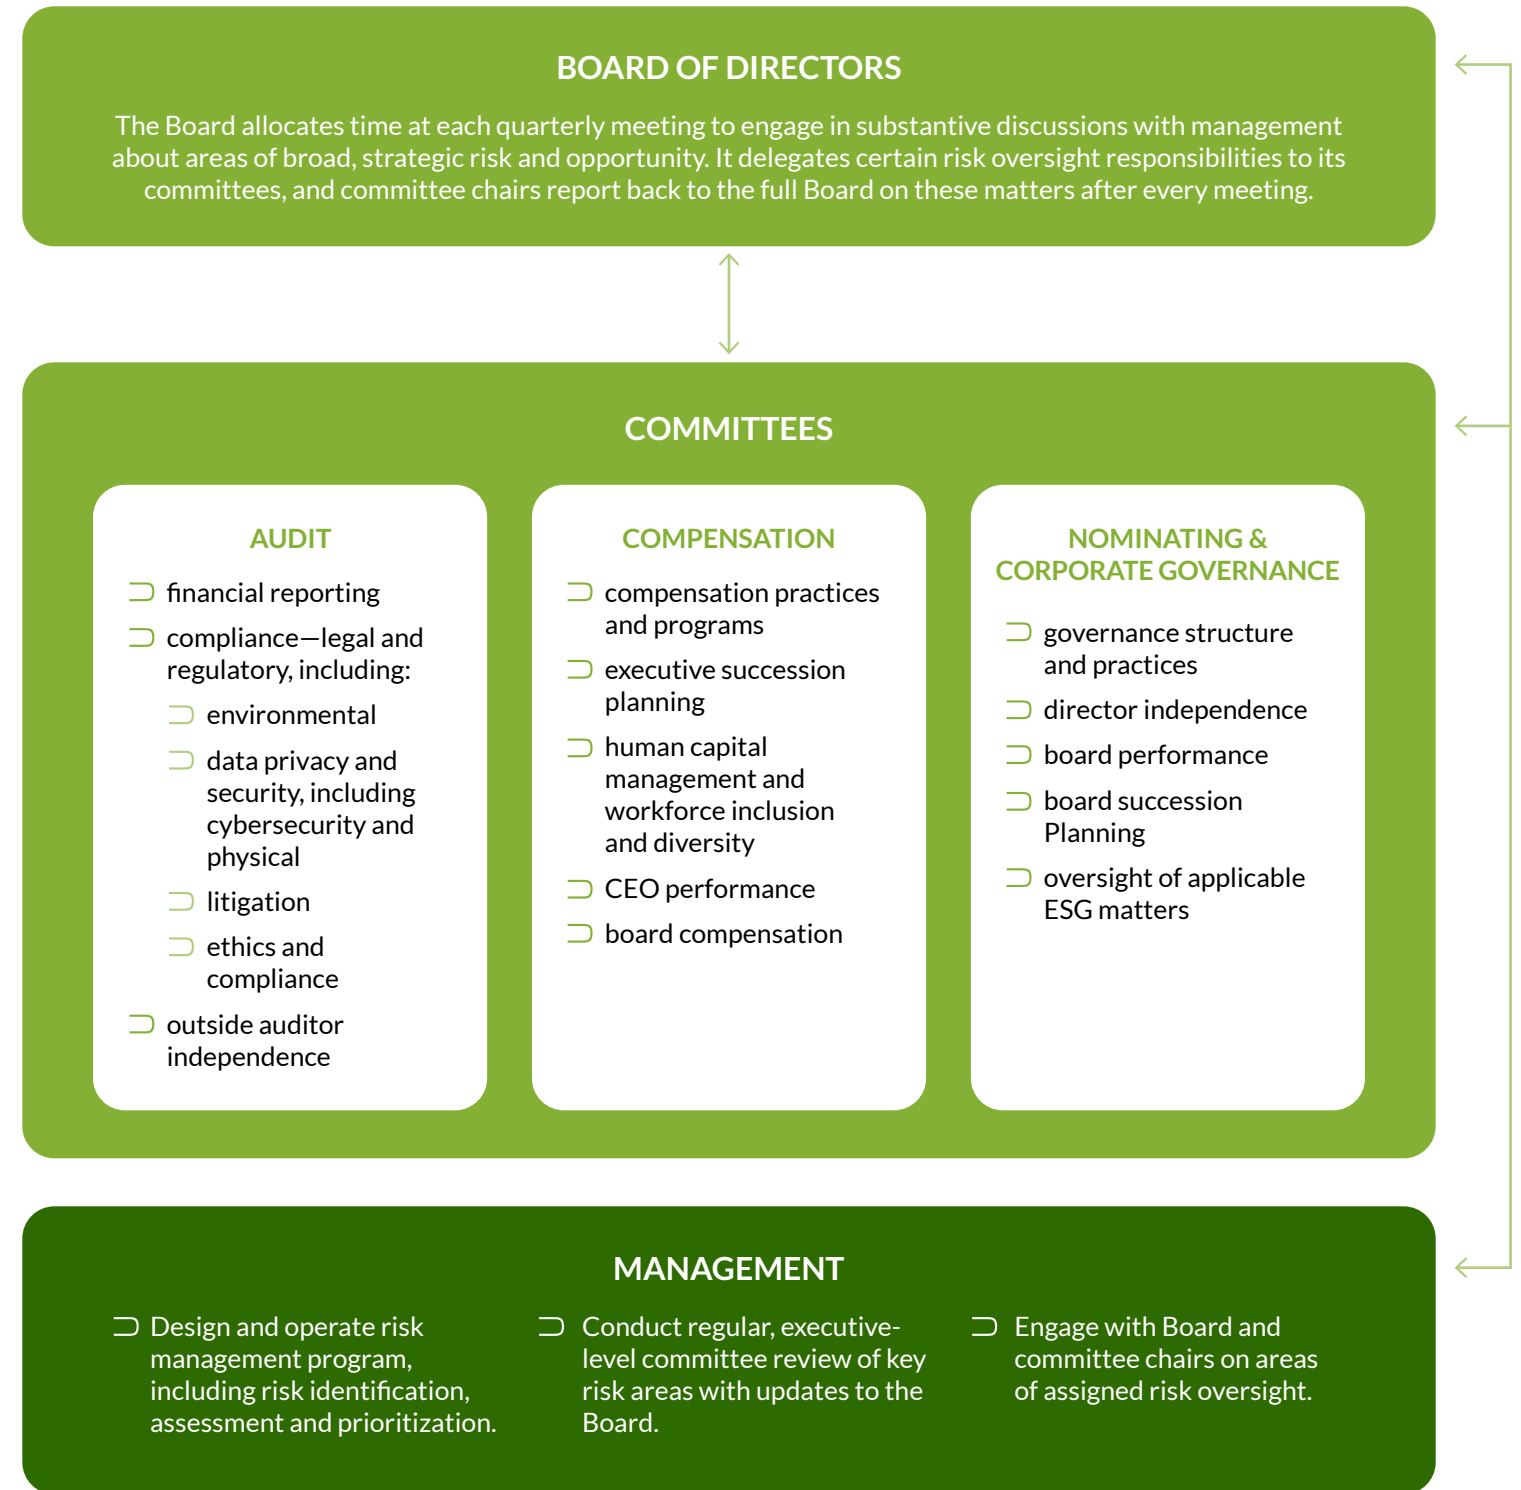 BOARD OF DIRECTORS
The Board allocates time at each quarterly meeting to engage in substantive discussions with management
about areas of broad, strategic risk and opportunity. It delegates certain risk oversight responsibilities to its
committees, and committee chairs report back to the full Board on these matters after every meeting.
COMMITTEES
AUDIT
financial reporting
compliance—legal and
regulatory, including:
environmental
data privacy and
security, including
cybersecurity and
physical
litigation
ethics and
compliance
outside auditor
independence
COMPENSATION
compensation practices
and programs
executive succession
planning
human capital
management and
workforce inclusion
and diversity
CEO performance
board compensation
NOMINATING &
CORPORATE GOVERNANCE
governance structure
and practices
director independence
board performance
board succession
Planning
oversight of applicable
ESG matters
MANAGEMENT
Design and operate risk
management program,
including risk identification,
assessment and prioritization.
Conduct regular, executive-
level committee review of key
risk areas with updates to the
Board.
Engage with Board and
committee chairs on areas
of assigned risk oversight.